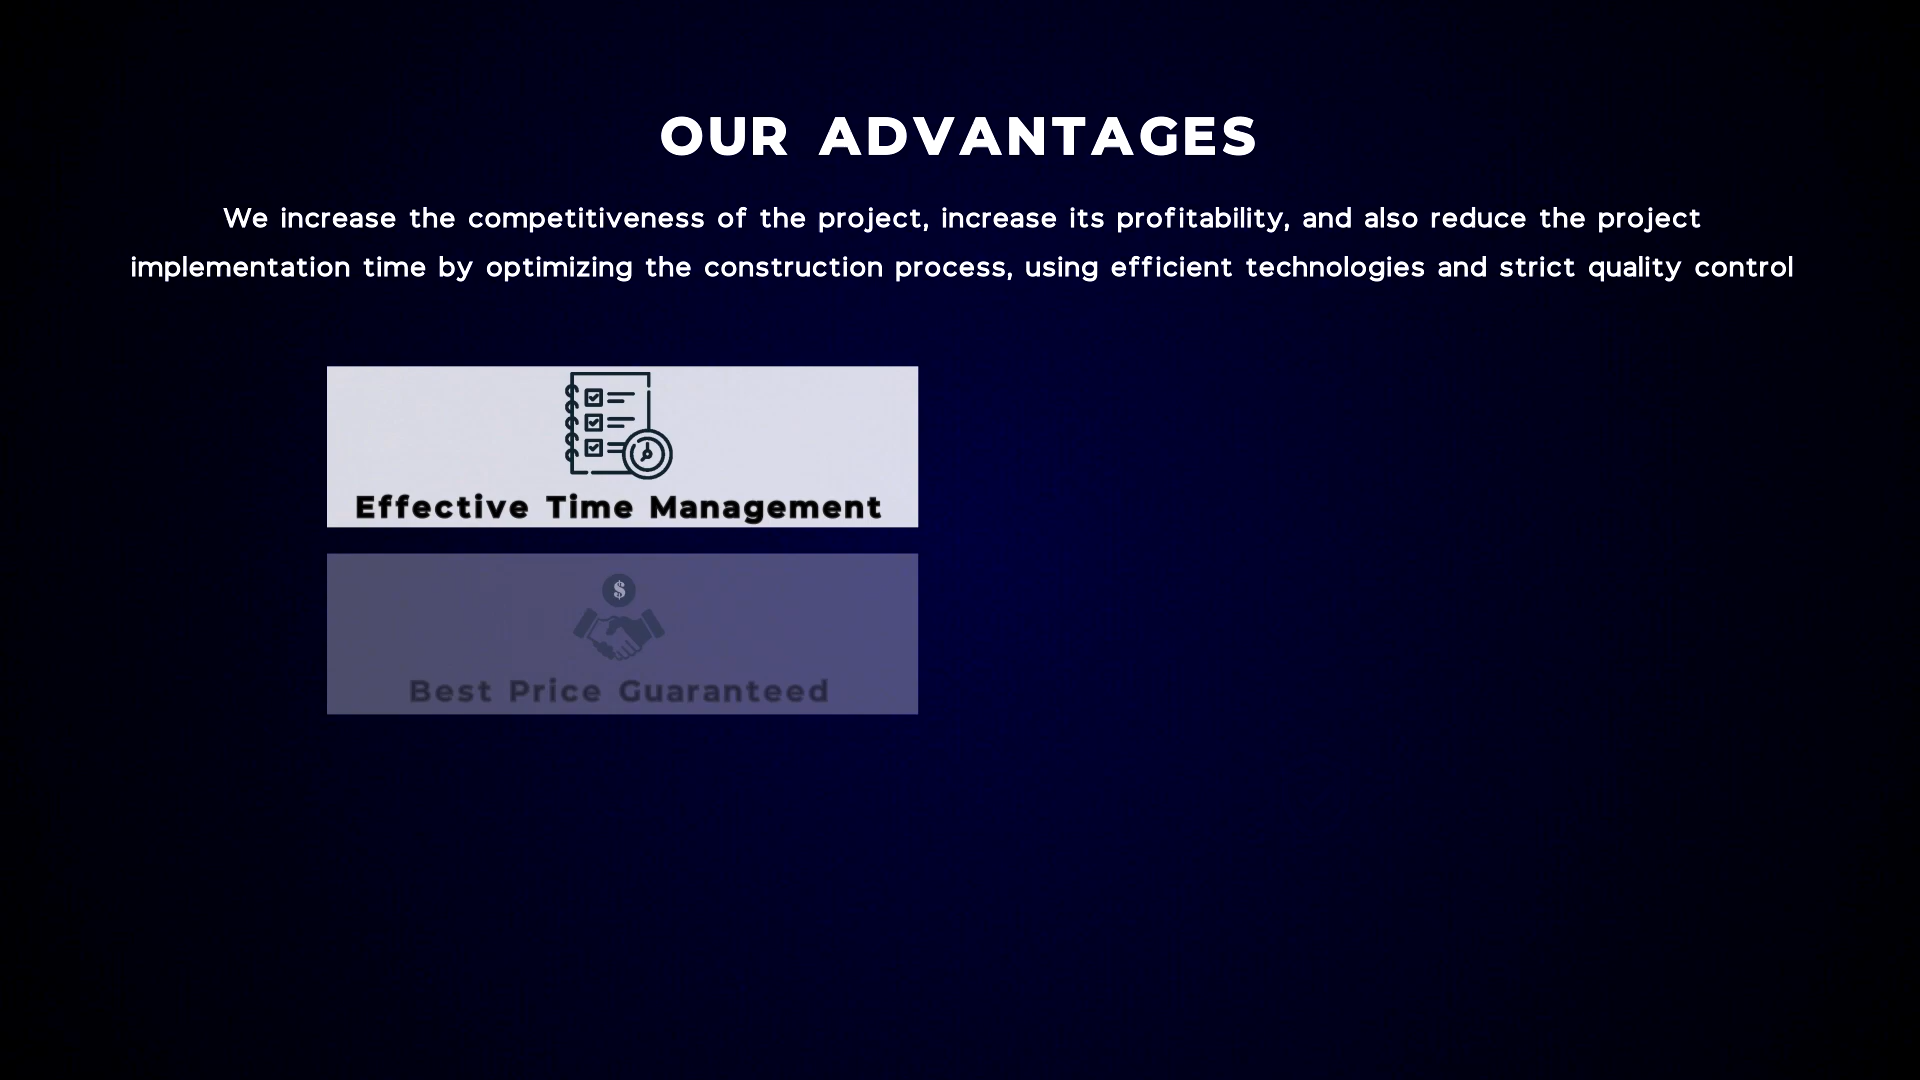 OUR ADVANTAGES
We increase the competitiveness of the project, increase its profitability, and also reduce the project
implementation time by optimizing the construction process, using efficient technologies and strict quality control
Effective Time Management
$
Best Price Guaranteed